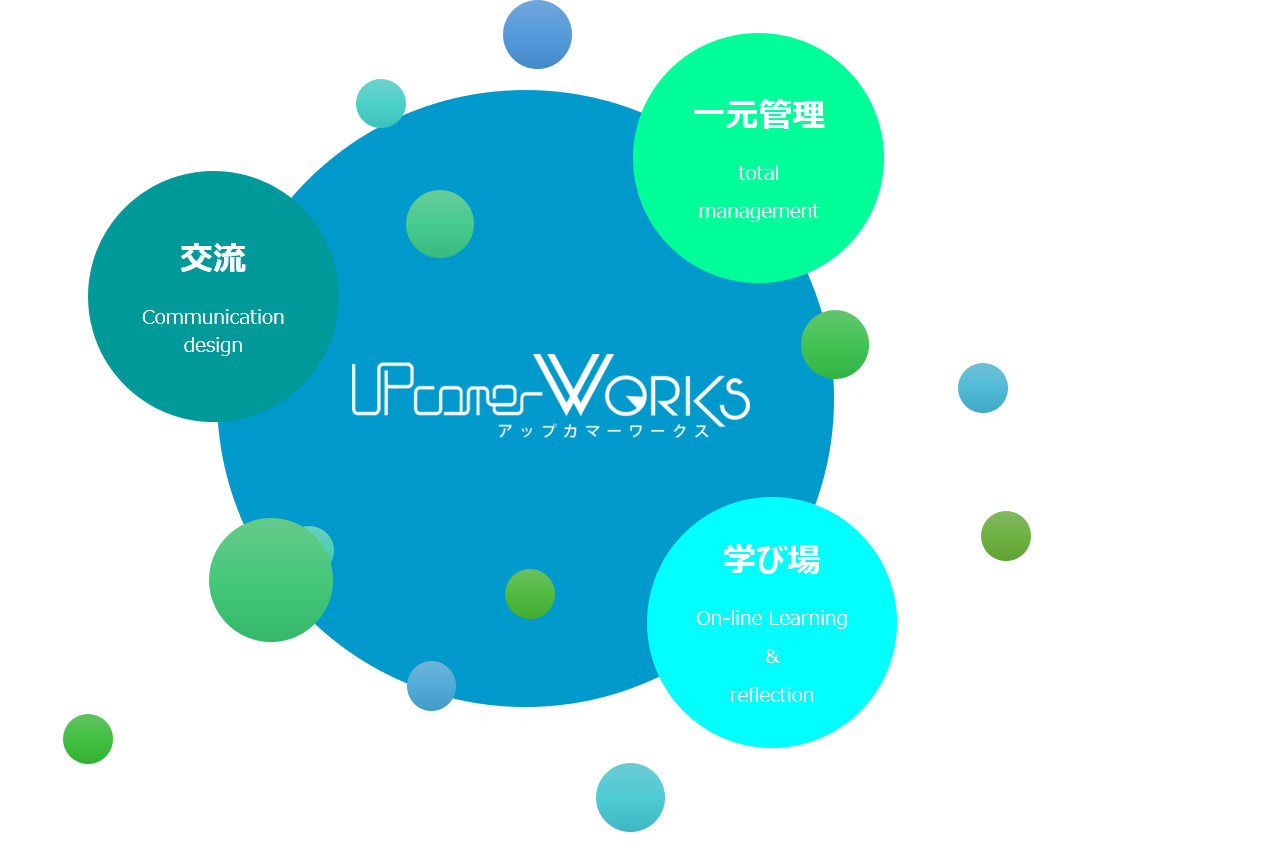 一元管理
total
management
交流
Communication
design
UPcomer-WORKS
アップカマーワークス
学び場
On-line Learning
&
reflection